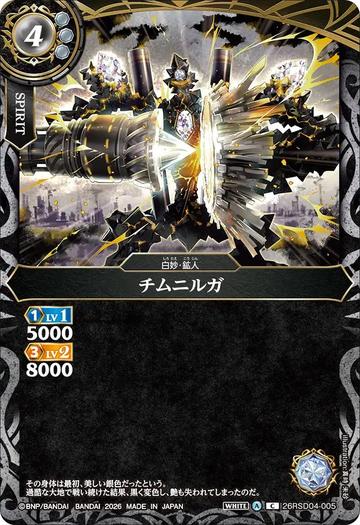 4
SPIRIT
しろたえ こうじん
白妙・鉱人
チムニルガ
1 LV1
5000
3 LV2
8000
その身体は最初、美しい銀色だったという。
過酷な大地で戦い続けた結果、黒く変色し、艶も失われてしまったのだ。
©BNP/BANDAI BANDAI 2026 MADE IN JAPAN
WHITE A C 26RSD04-005